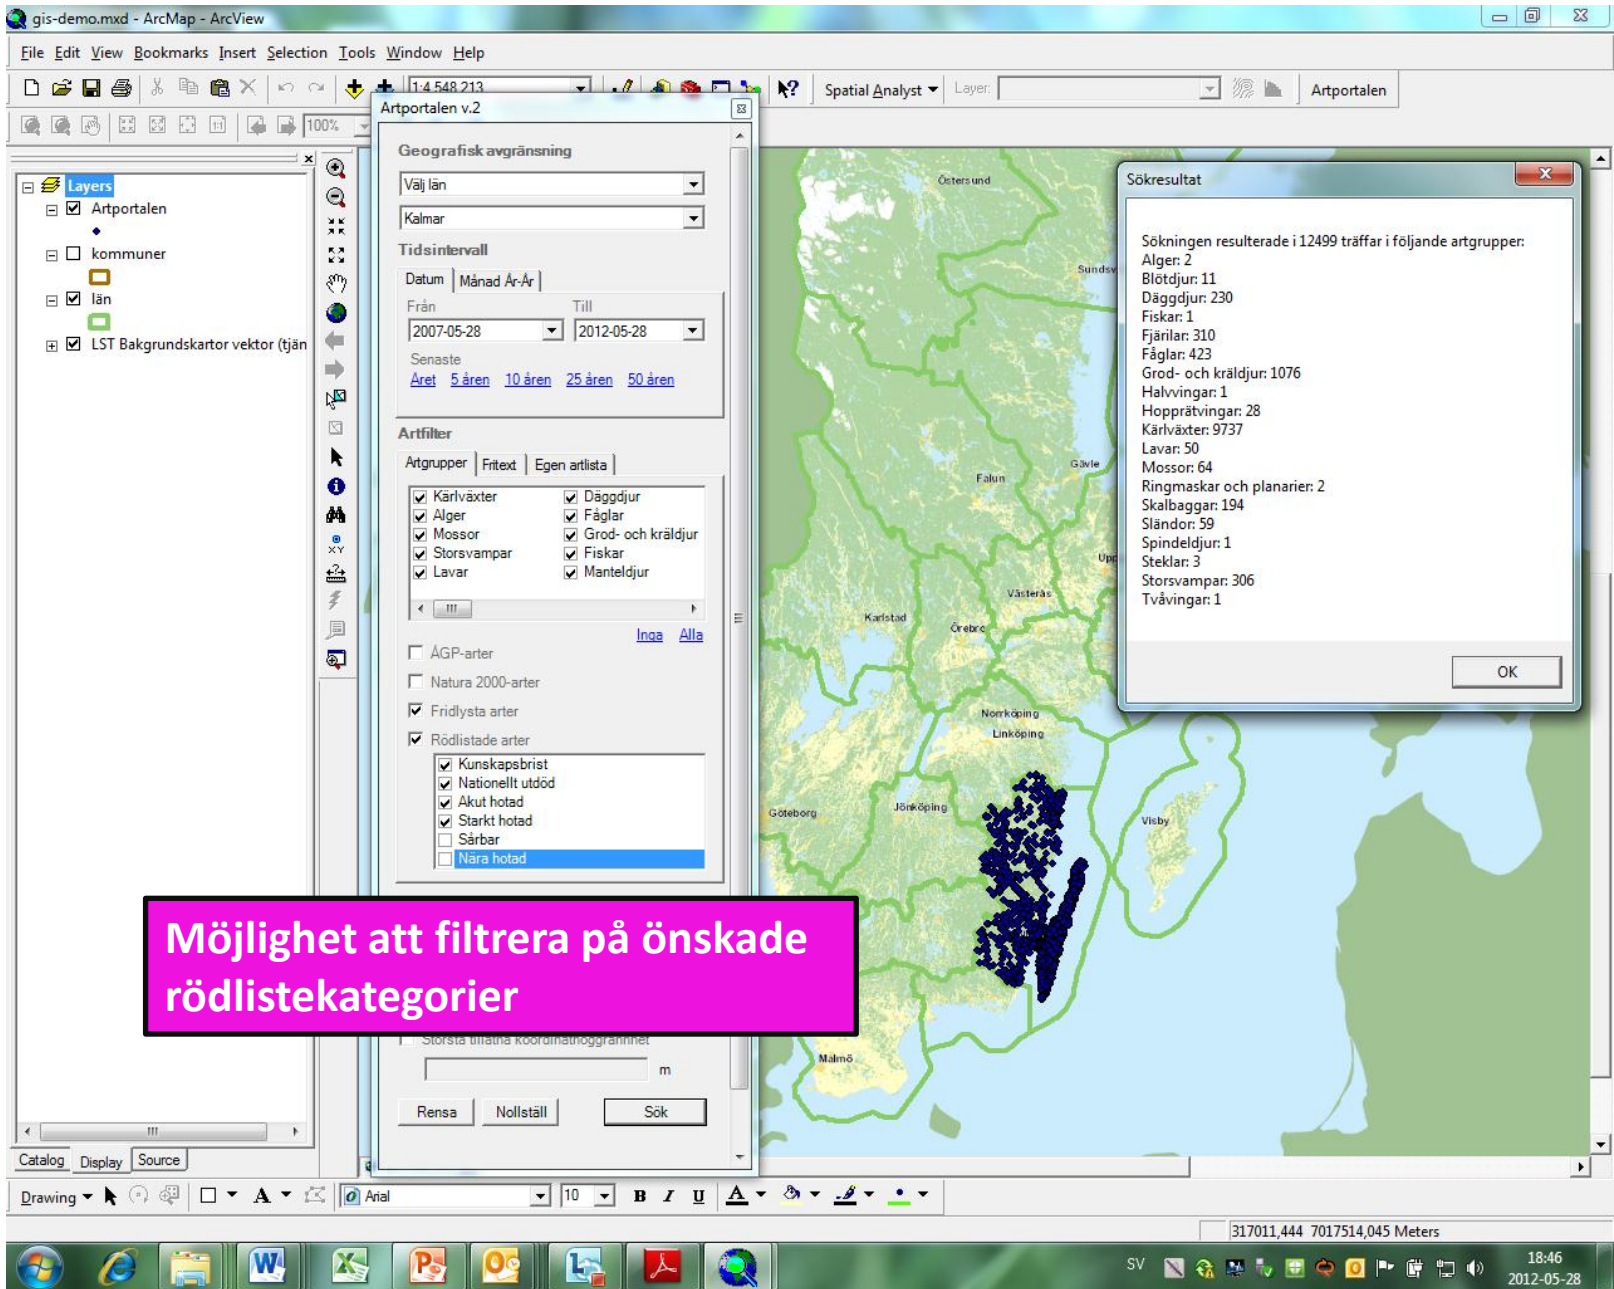 gis-demo.mxd - ArcMap - ArcView
File Edit View Bookmarks Insert Selection Tools Window Help
1:4 548 213
Spatial Analyst
Layer:
Artportalen
100%
Layers
Artportalen
kommuner
län
LST Bakgrundskartor vektor (tjän
Catalog Display Source
Artportalen v.2
Geografisk avgränsning
Välj län
Kalmar
Tidsintervall
Datum Månad År-År
Från Till
2007-05-28 2012-05-28
Senaste
Året 5 åren 10 åren 25 åren 50 åren
Artfilter
Artgrupper Fritext Egen artlista
Kärlväxter Däggdjur
Alger Fåglar
Mossor Grod- och kräldjur
Storsvampar Fiskar
Lavar Manteldjur
Inga Alla
ÅGP-arter
Natura 2000-arter
Fridlysta arter
Rödlistade arter
Kunskapsbrist
Nationellt utdöd
Akut hotad
Starkt hotad
Sårbar
Nära hotad
Möjlighet att filtrera på önskade
rödlistekategorier
Största tillåtna koordinatnoggrannhet
m
Rensa Nollställ Sök
Östersund
Sundsv
Gävle
Falun
Upp
Västerås
Karlstad
Örebro
Norrköping
Linköping
Göteborg
Jönköping
Visby
Malmö
Sökresultat
Sökningen resulterade i 12499 träffar i följande artgrupper:
Alger: 2
Blötdjur: 11
Däggdjur: 230
Fiskar: 1
Fjärilar: 310
Fåglar: 423
Grod- och kräldjur: 1076
Halvvingar: 1
Hopprätvingar: 28
Kärlväxter: 9737
Lavar: 50
Mossor: 64
Ringmaskar och planarier: 2
Skalbaggar: 194
Sländor: 59
Spindeldjur: 1
Steklar: 3
Storsvampar: 306
Tvåvingar: 1
OK
Drawing A Arial 10 B I U A
317011,444 7017514,045 Meters
SV
18:46
2012-05-28